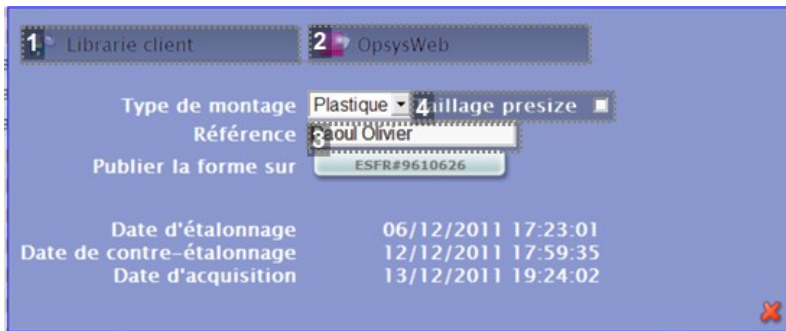 1 Librarie client 2 OpsysWeb
Type de montage Plastique 4 aillage presize
Référence 3 Raoul Olivier
Publier la forme sur ESFR#9610626
Date d'étalonnage 06/12/2011 17:23:01
Date de contre-étalonnage 12/12/2011 17:59:35
Date d'acquisition 13/12/2011 19:24:02